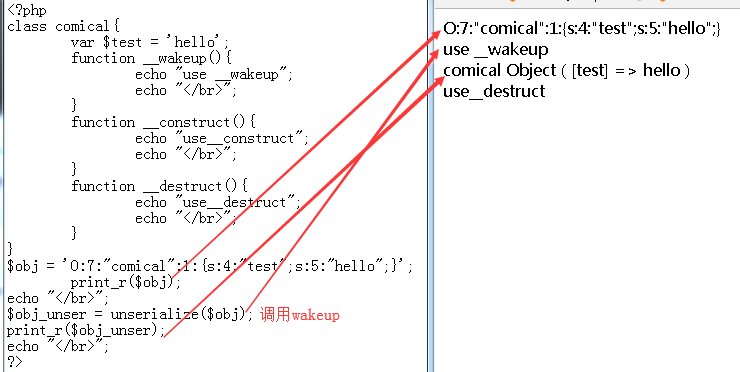 <?php
class comical{
var $test = 'hello';
function __wakeup(){
echo "use __wakeup";
echo "</br>";
}
function __construct(){
echo "use__construct";
echo "</br>";
}
function __destruct(){
echo "use__destruct";
echo "</br>";
}
}
$obj = 'O:7:"comical":1:{s:4:"test";s:5:"hello";}';
print_r($obj);
echo "</br>";
$obj_unser = unserialize($obj); 调用wakeup
print_r($obj_unser);
echo "</br>";
?>
O:7:"comical":1:{s:4:"test";s:5:"hello";}
use __wakeup
comical Object ( [test] => hello )
use__destruct